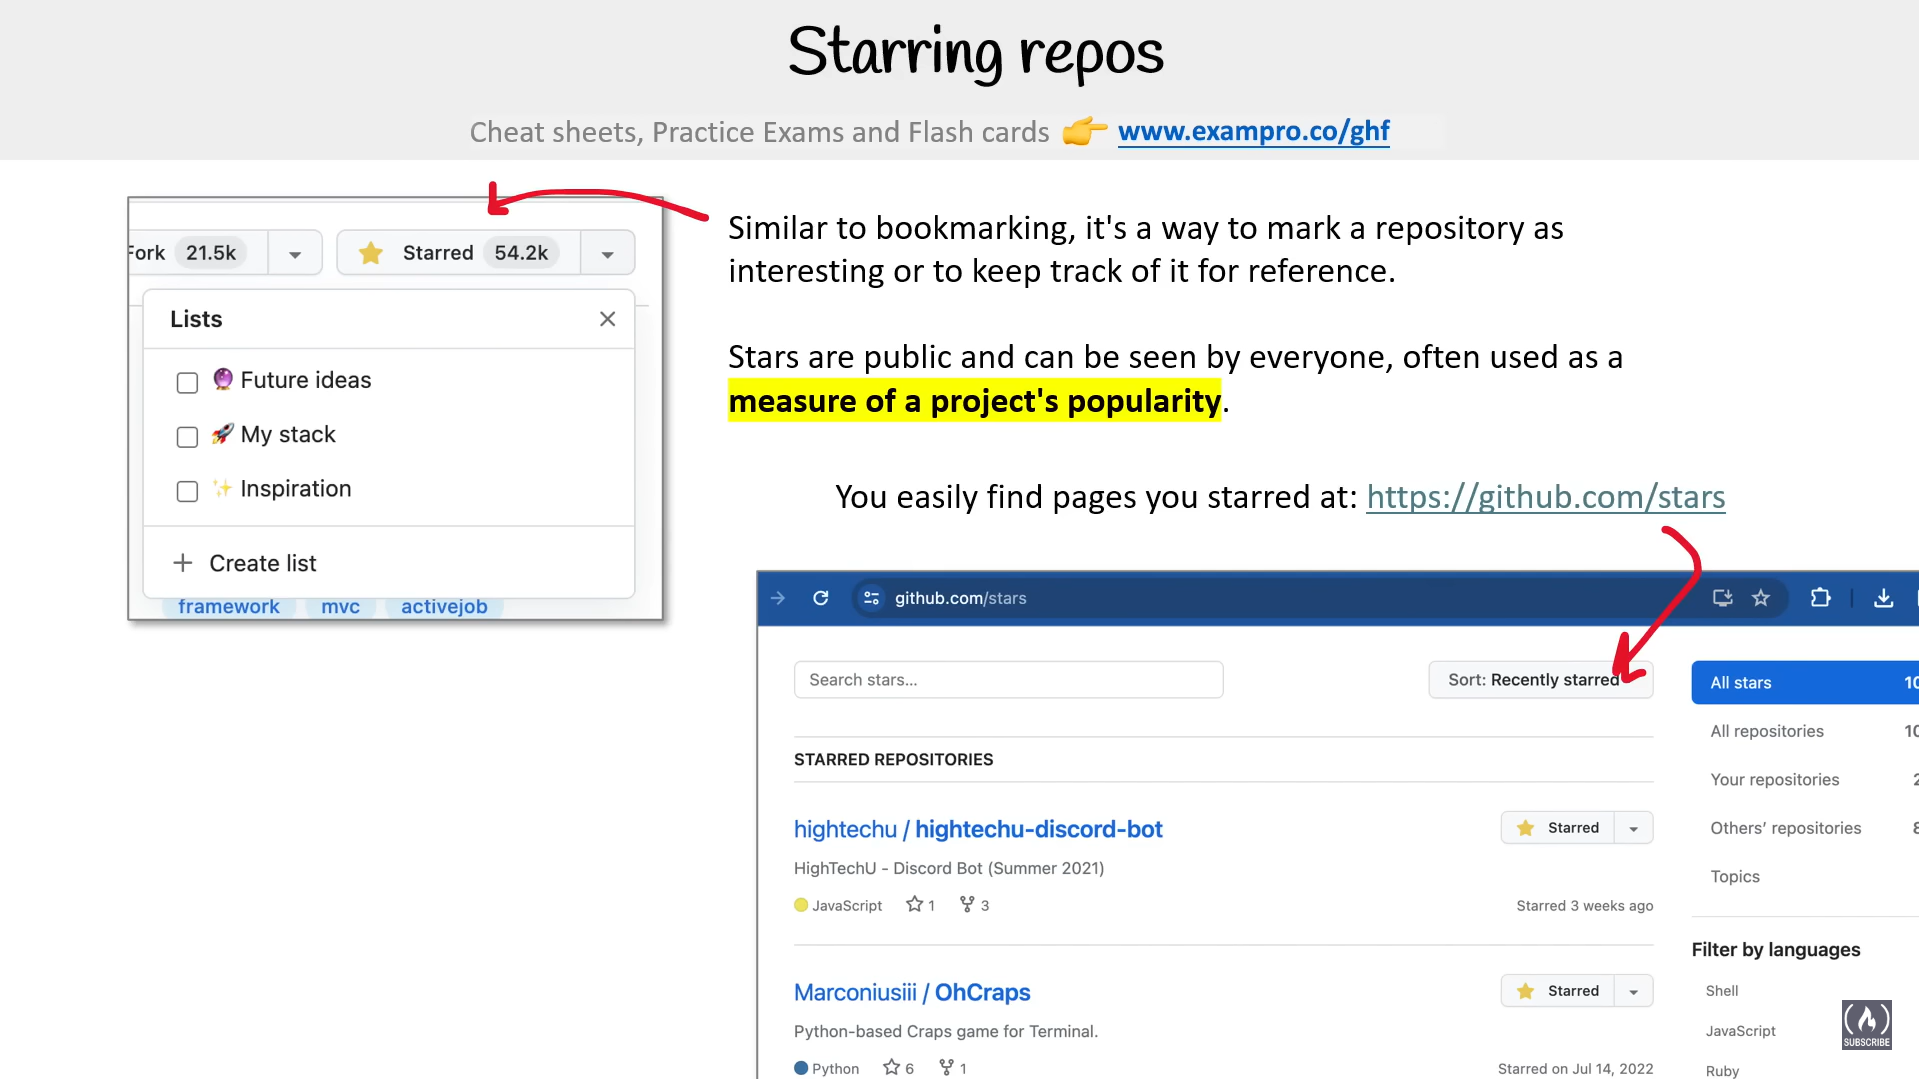 Starring repos
Cheat sheets, Practice Exams and Flash cards 👉 www.exampro.co/ghf
Fork 21.5k
Starred 54.2k
Lists
🔮 Future ideas
🚀 My stack
✨ Inspiration
+ Create list
framework mvc activejob
Similar to bookmarking, it's a way to mark a repository as
interesting or to keep track of it for reference.
Stars are public and can be seen by everyone, often used as a
measure of a project's popularity.
You easily find pages you starred at: https://github.com/stars
github.com/stars
Search stars...
Sort: Recently starred
STARRED REPOSITORIES
hightechu / hightechu-discord-bot
Starred
HighTechU - Discord Bot (Summer 2021)
JavaScript 1 3
Starred 3 weeks ago
Marconiusiii / OhCraps
Starred
Python-based Craps game for Terminal.
Python 6 1
Starred on Jul 14, 2022
All stars
All repositories
Your repositories
Others’ repositories
Topics
Filter by languages
Shell
JavaScript
Ruby
SUBSCRIBE